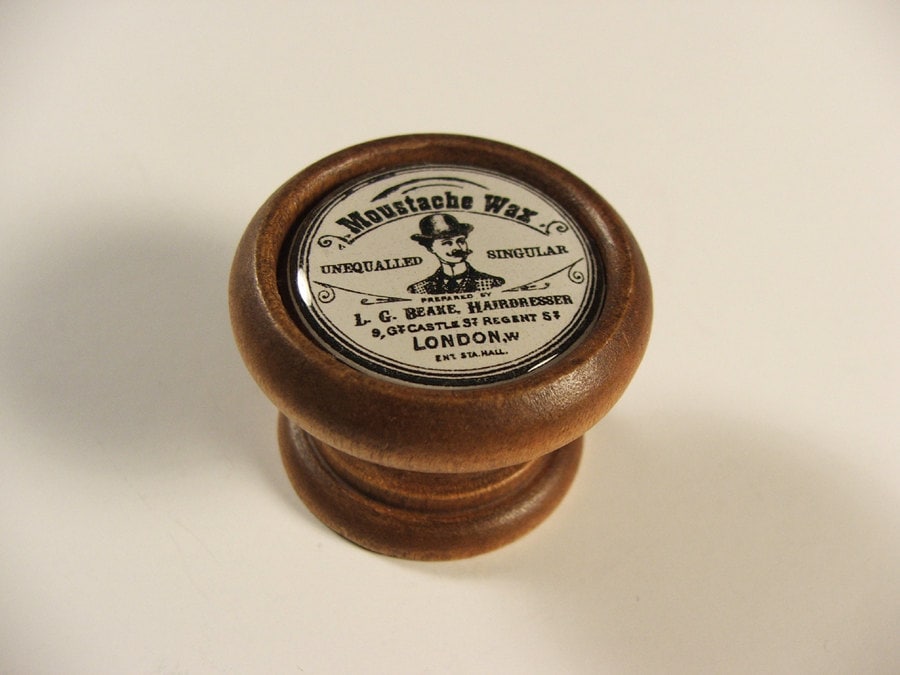 Moustache Wax
UNEQUALLED SINGULAR
PREPARED BY
L. G. BEAKE, HAIRDRESSER
9, GT CASTLE ST REGENT ST
LONDON, W
ENT. STA. HALL.